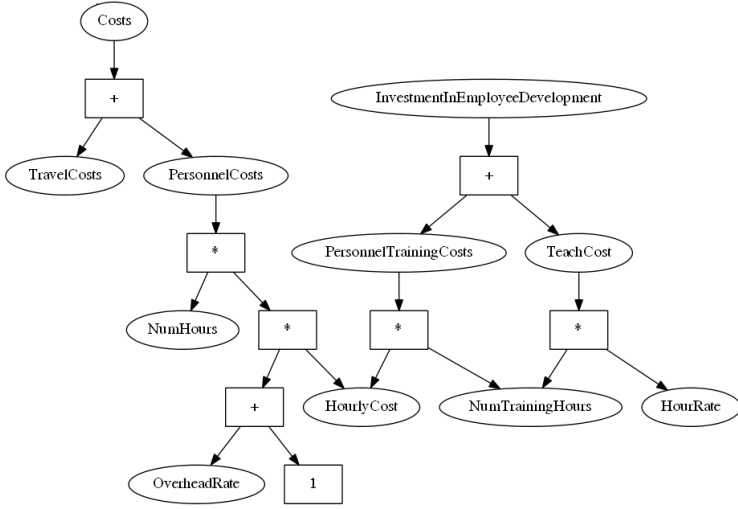 Costs
+
InvestmentInEmployeeDevelopment
TravelCosts
PersonnelCosts
+
*
PersonnelTrainingCosts
TeachCost
NumHours
*
*
*
+
HourlyCost
NumTrainingHours
HourRate
OverheadRate
1